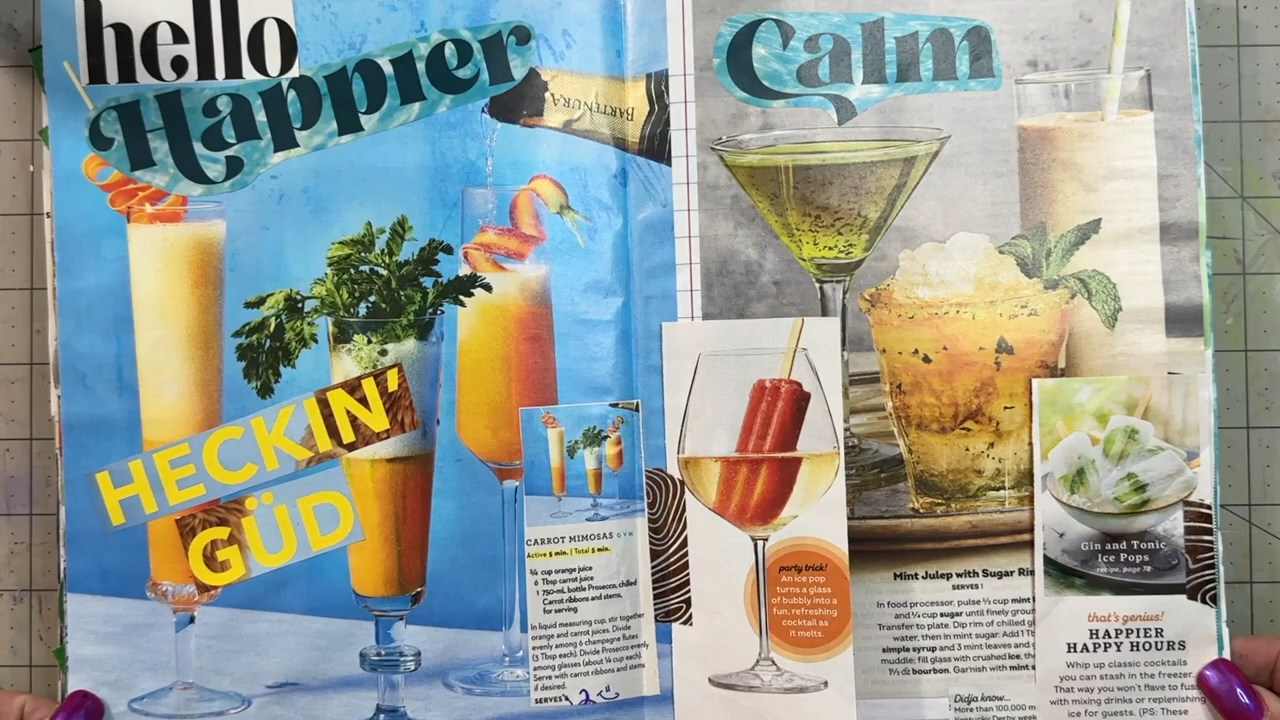 hello
Happier
BARTENURA
HECKIN'
GÜD
CARROT MIMOSAS GVH
Active 5 min. | Total 5 min.
¾ cup orange juice
6 Tbsp carrot juice
1 750-mL bottle Prosecco, chilled
Carrot ribbons and stems,
for serving
In liquid measuring cup, stir together
orange and carrot juices. Divide
evenly among 6 champagne flutes
(3 Tbsp each). Divide Prosecco evenly
among glasses (about ¼ cup each).
Serve with carrot ribbons and stems
if desired.
SERVES
Calm
party trick!
An ice pop
turns a glass
of bubbly into a
fun, refreshing
cocktail as
it melts.
Mint Julep with Sugar Rim
SERVES 1
In food processor, pulse ½ cup mint
and ¼ cup sugar until finely
Transfer to plate. Dip rim of chilled
water, then in mint sugar. Add 1
simple syrup and 3 mint leaves and
muddle; fill glass with crushed ice,
1½ oz bourbon. Garnish with mint
Didja know...
More than 100,000
Kentucky Derby
Gin and Tonic
Ice Pops
recipe, page 78
that's genius!
HAPPIER
HAPPY HOURS
Whip up classic cocktails
you can stash in the freezer.
That way you won't have to fuss
with mixing drinks or replenishing
ice for guests. (PS: These